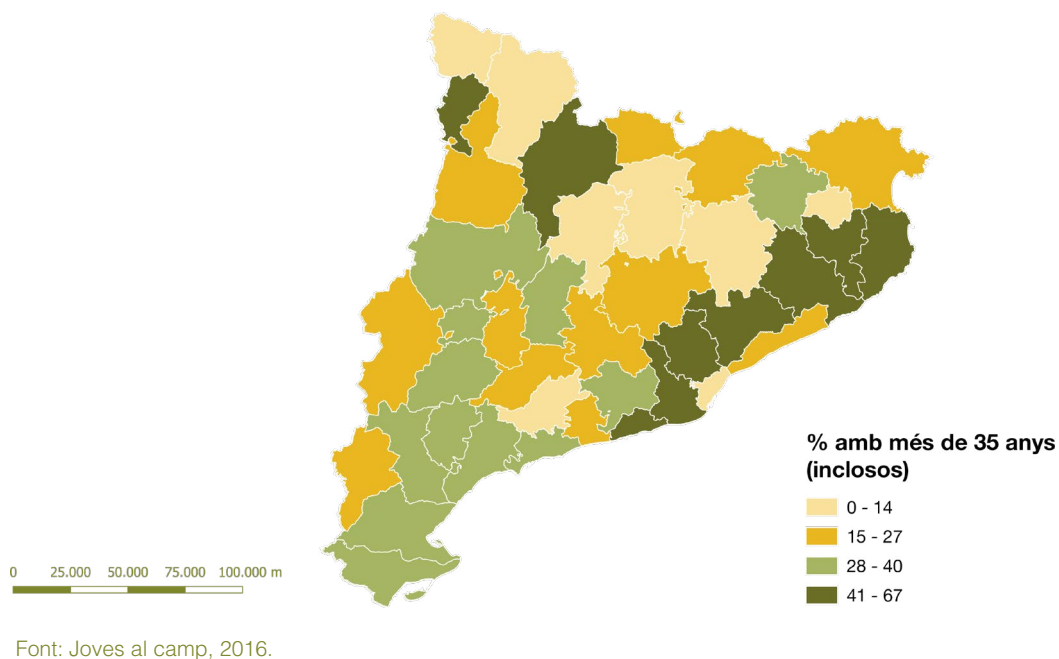 % amb més de 35 anys
(inclosos)
0 - 14
15 - 27
28 - 40
41 - 67
0 25.000 50.000 75.000 100.000 m
Font: Joves al camp, 2016.